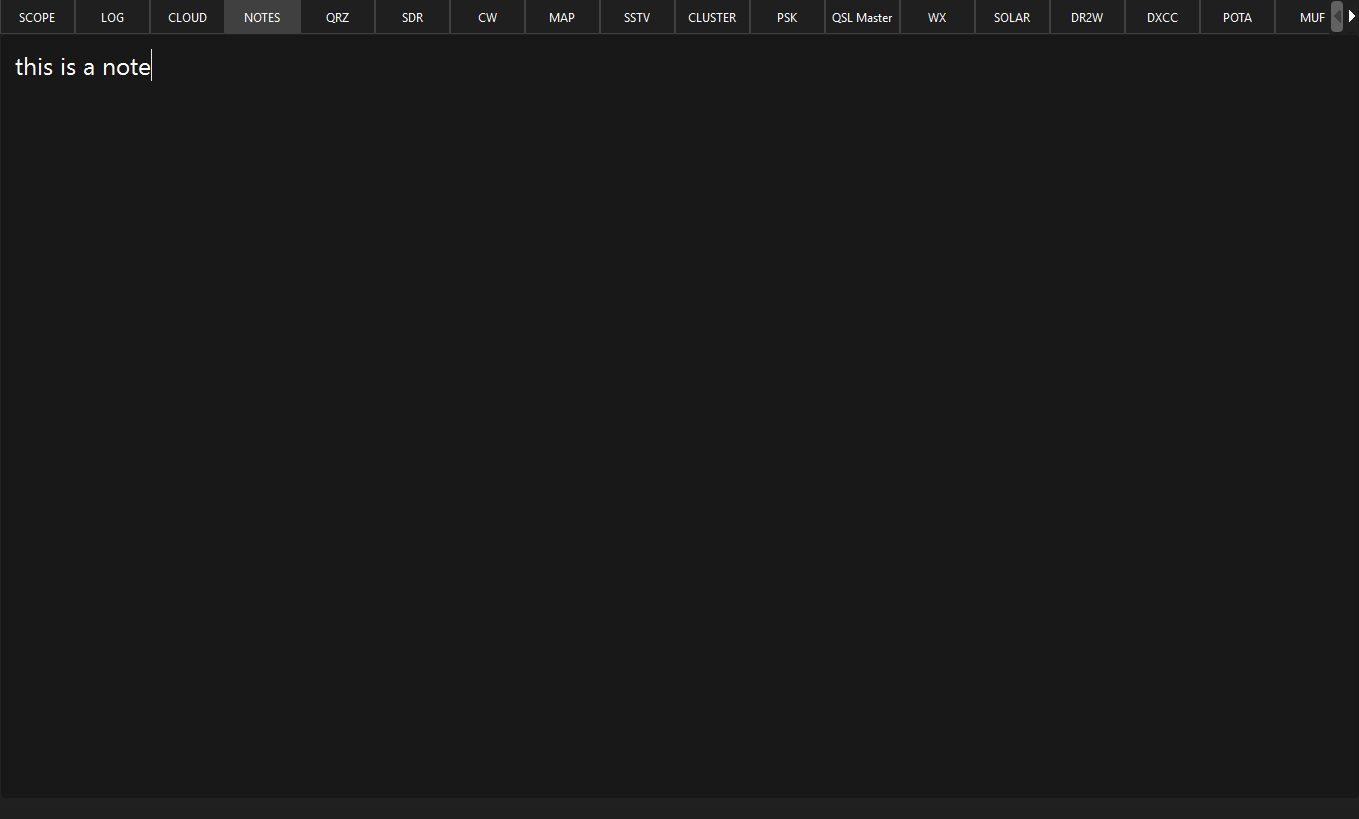 SCOPE LOG CLOUD NOTES QRZ SDR CW MAP SSTV CLUSTER PSK QSL Master WX SOLAR DR2W DXCC POTA MUF
this is a note